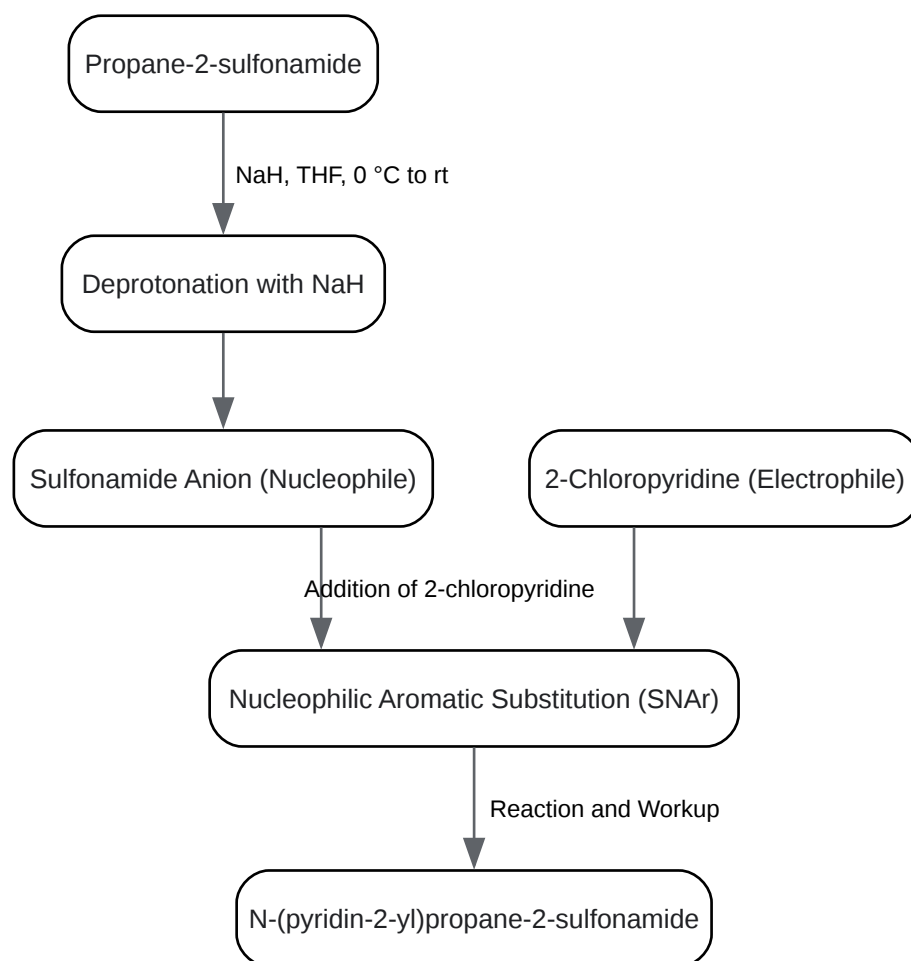 Propane-2-sulfonamide
NaH, THF, 0 °C to rt
Deprotonation with NaH
Sulfonamide Anion (Nucleophile)
2-Chloropyridine (Electrophile)
Addition of 2-chloropyridine
Nucleophilic Aromatic Substitution (SNAr)
Reaction and Workup
N-(pyridin-2-yl)propane-2-sulfonamide